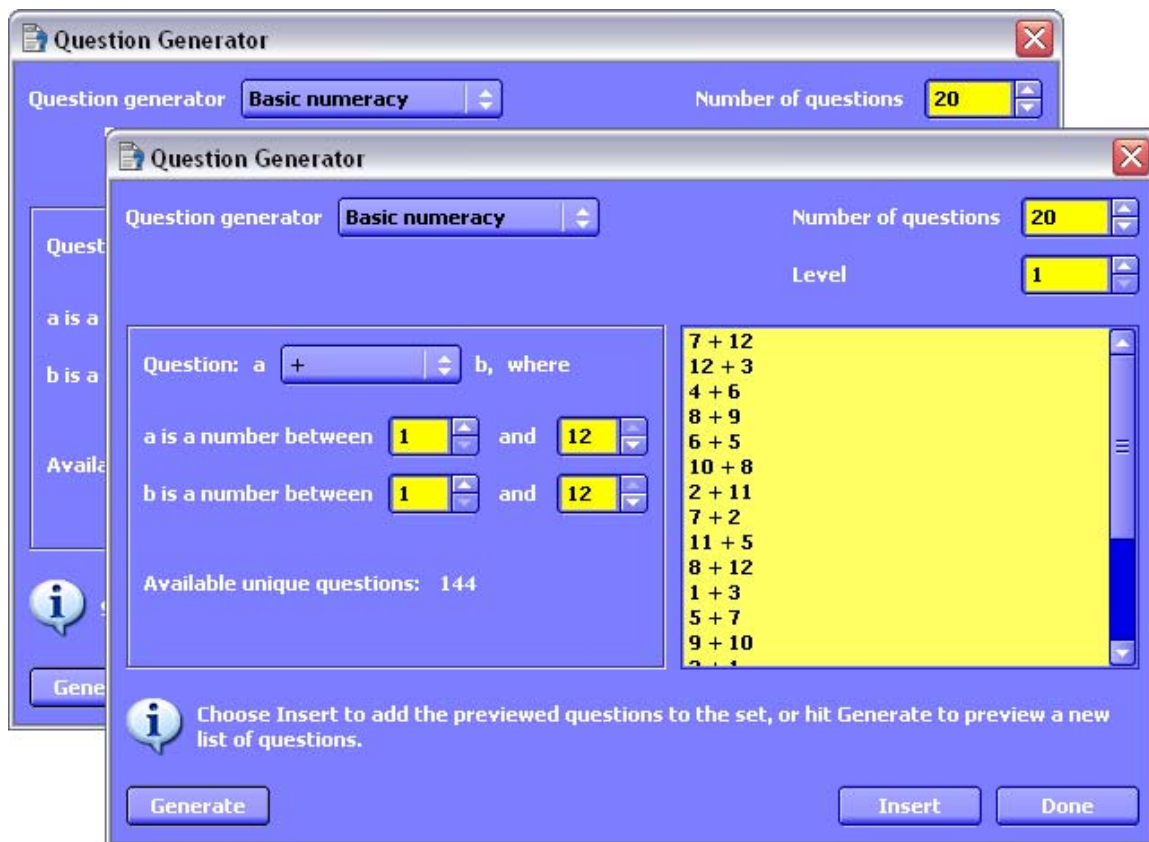 Question Generator
Question generator Basic numeracy Number of questions 20
Quest
a is a
b is a
Availa
Gene
Question Generator
Question generator Basic numeracy Number of questions 20
Level 1
Question: a + b, where
a is a number between 1 and 12
b is a number between 1 and 12
Available unique questions: 144
7 + 12
12 + 3
4 + 6
8 + 9
6 + 5
10 + 8
2 + 11
7 + 2
11 + 5
8 + 12
1 + 3
5 + 7
9 + 10
Choose Insert to add the previewed questions to the set, or hit Generate to preview a new
list of questions.
Generate Insert Done